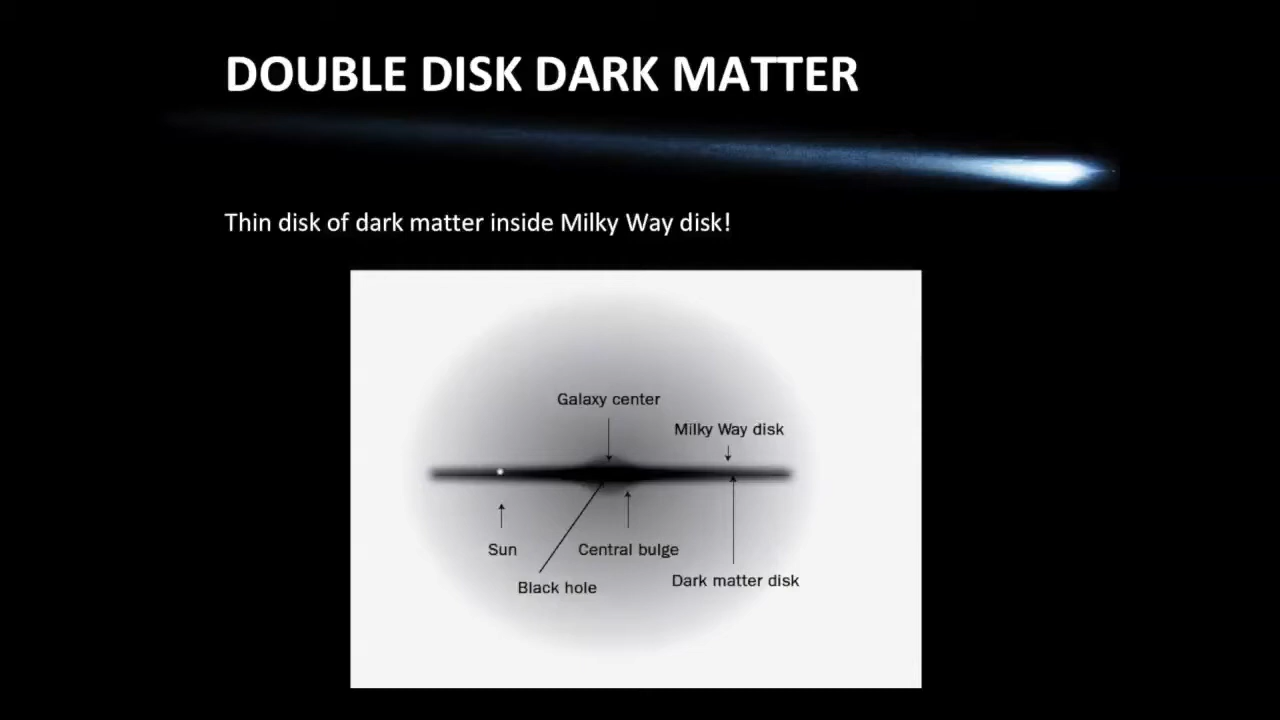 DOUBLE DISK DARK MATTER
Thin disk of dark matter inside Milky Way disk!
Galaxy center
Milky Way disk
Sun
Central bulge
Black hole
Dark matter disk